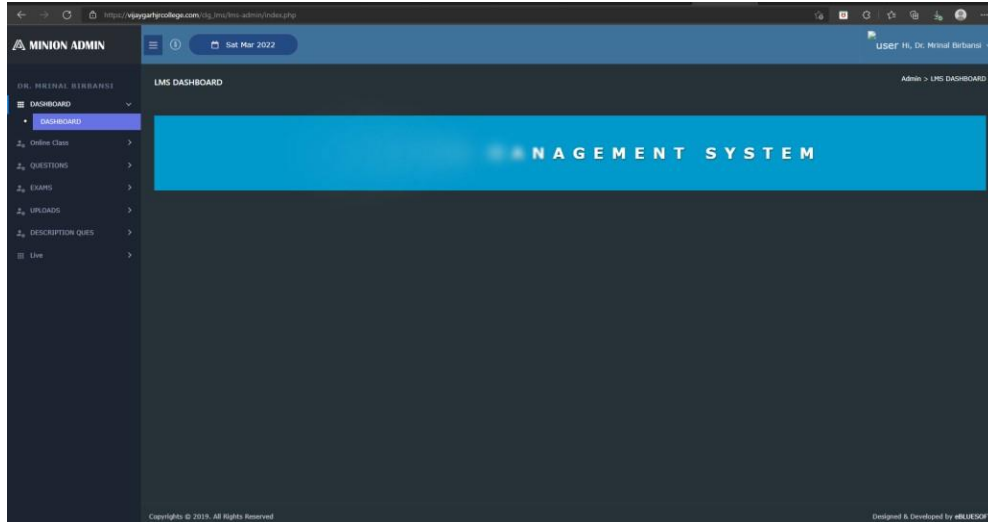 https://vijaygarhjrcollege.com/clg_lms/lms-admin/index.php
MINION ADMIN
Sat Mar 2022
user Hi, Dr. Mrinal Birbansi
DR. MRINAL BIRBANSI
LMS DASHBOARD
Admin > LMS DASHBOARD
DASHBOARD
DASHBOARD
Online Class
QUESTIONS
EXAMS
UPLOADS
DESCRIPTION QUES
Live
NAGEMENT SYSTEM
Copyrights © 2019. All Rights Reserved
Designed & Developed by eBLUESOF